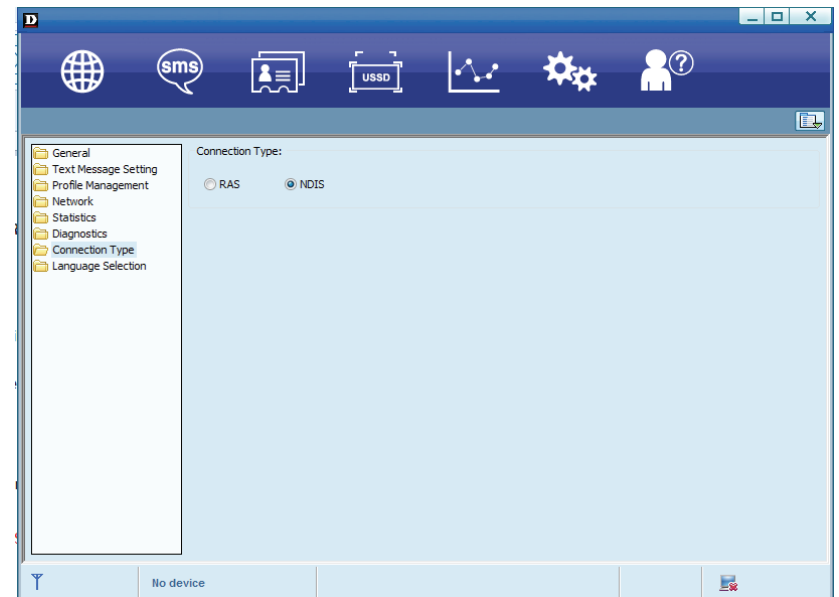 D
sms
USSD
?
General
Text Message Setting
Profile Management
Network
Statistics
Diagnostics
Connection Type
Language Selection
Connection Type:
RAS NDIS
No device